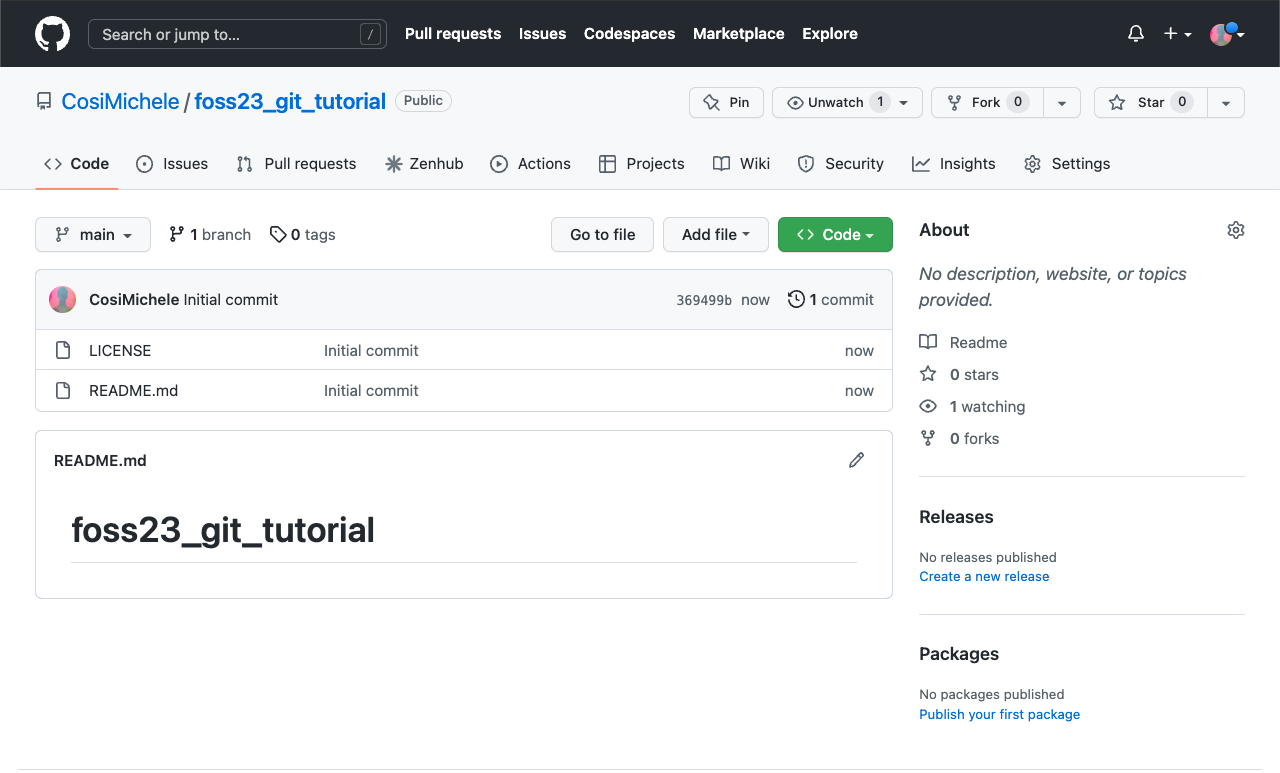 Search or jump to... / Pull requests Issues Codespaces Marketplace Explore
CosiMichele / foss23_git_tutorial Public Pin Unwatch 1 Fork 0 Star 0
Code Issues Pull requests Zenhub Actions Projects Wiki Security Insights Settings
main 1 branch 0 tags Go to file Add file Code
CosiMichele Initial commit 369499b now 1 commit
LICENSE Initial commit now
README.md Initial commit now
README.md
foss23_git_tutorial
About
No description, website, or topics
provided.
Readme
0 stars
1 watching
0 forks
Releases
No releases published
Create a new release
Packages
No packages published
Publish your first package